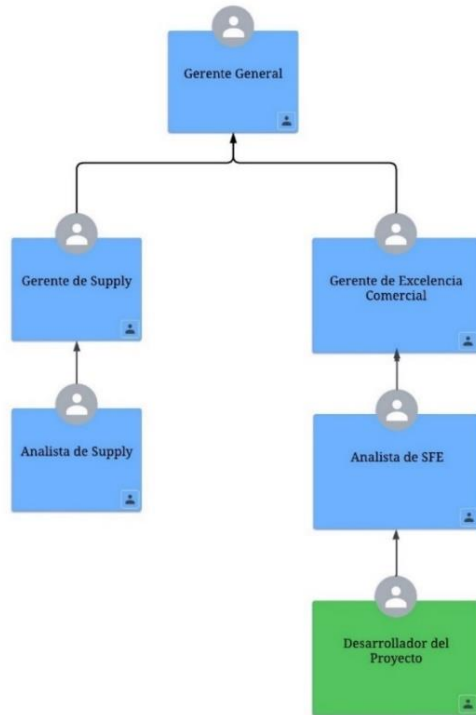 Gerente General
Gerente de Supply
Gerente de Excelencia
Comercial
Analista de Supply
Analista de SFE
Desarrollador del
Proyecto